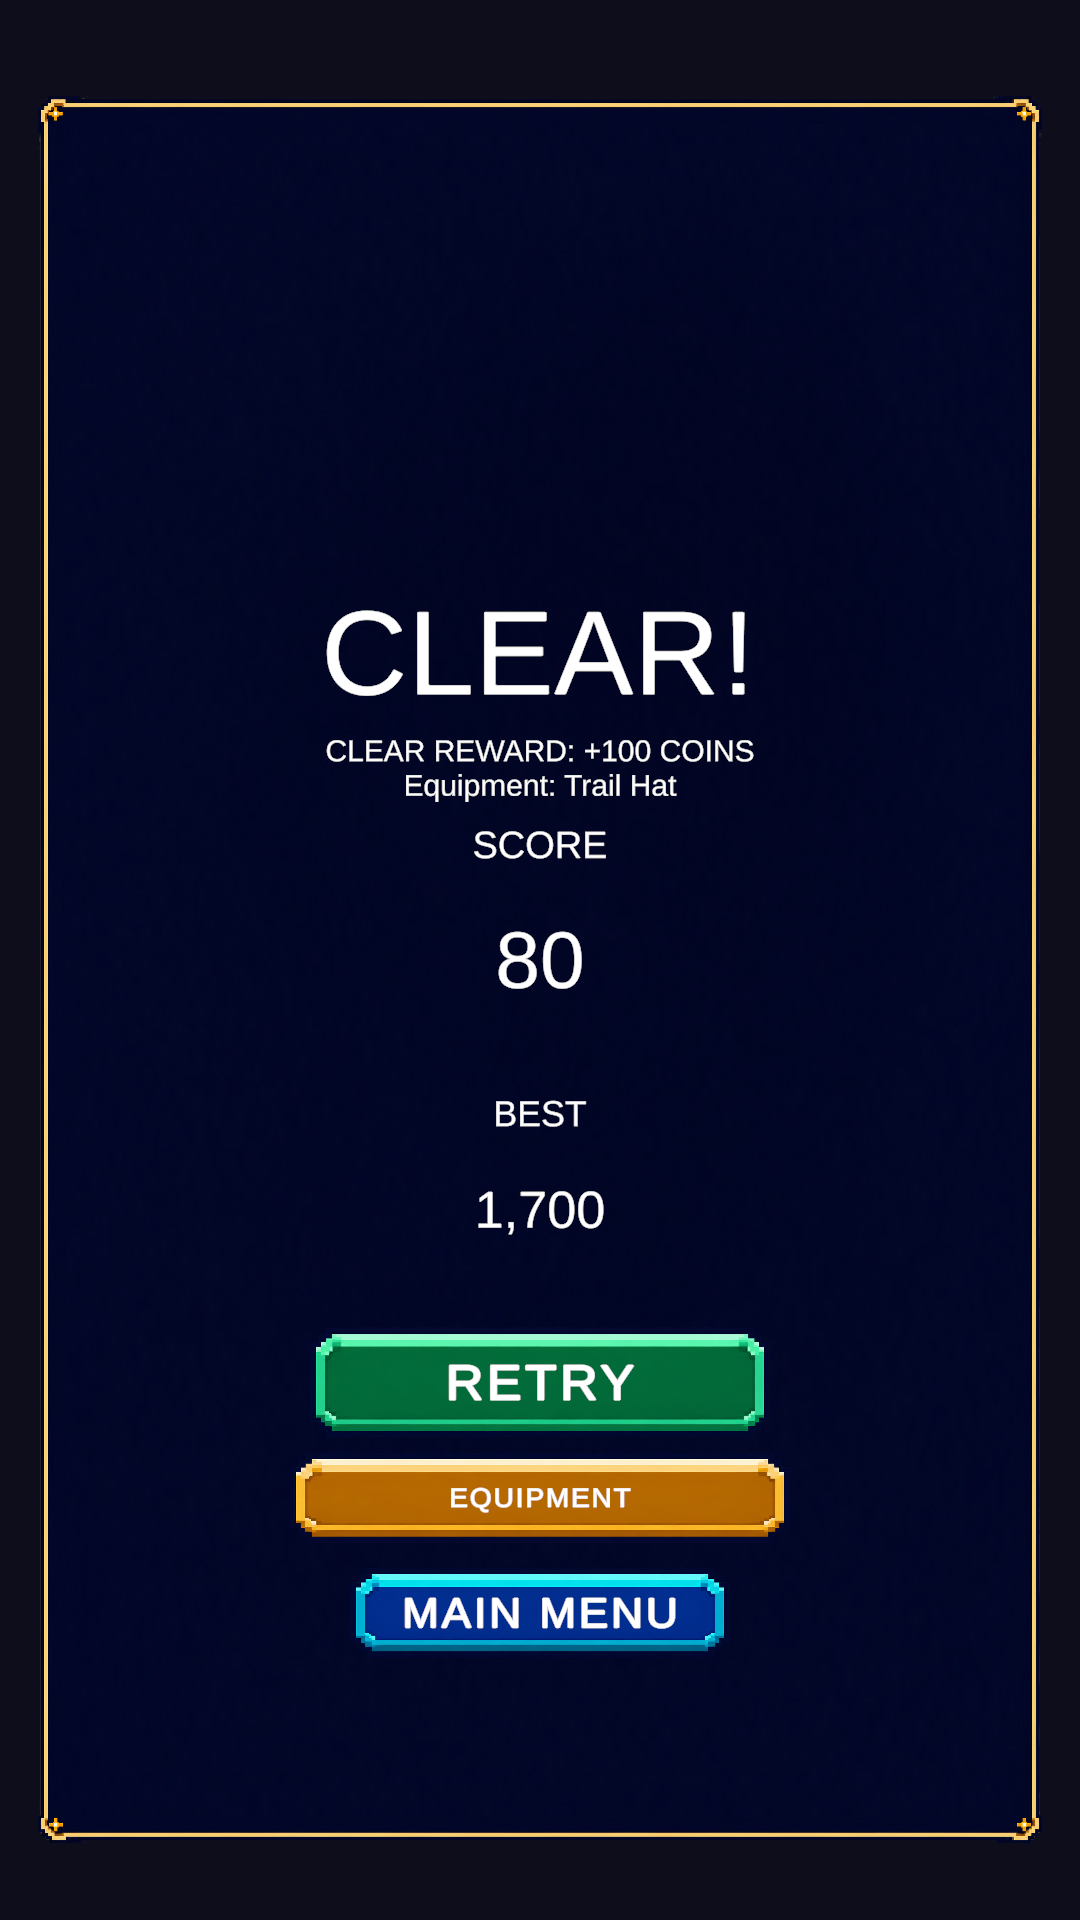 CLEAR!
CLEAR REWARD: +100 COINS
Equipment: Trail Hat
SCORE
80
BEST
1,700
RETRY
EQUIPMENT
MAIN MENU